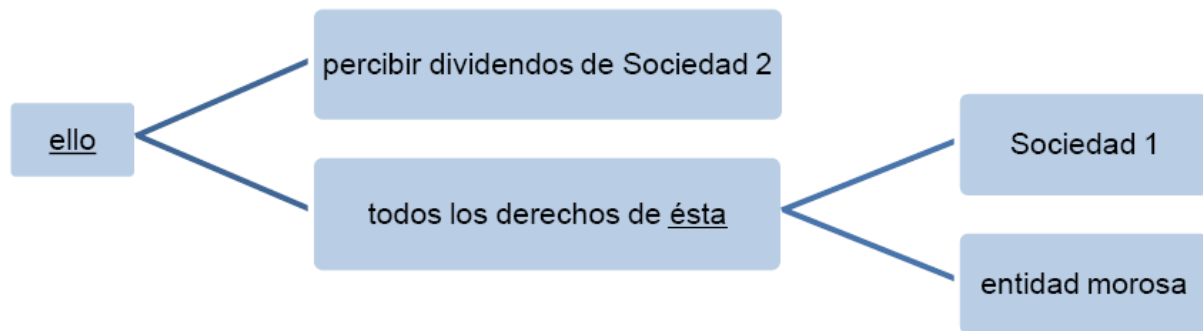 ello
percibir dividendos de Sociedad 2
todos los derechos de ésta
Sociedad 1
entidad morosa